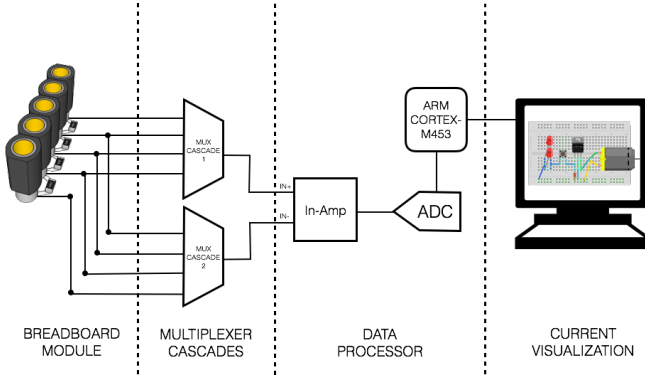 MUX
CASCADE
1
MUX
CASCADE
2
IN+
IN-
In-Amp
ADC
ARM
CORTEX-
M453
BREADBOARD
MODULE
MULTIPLEXER
CASCADES
DATA
PROCESSOR
CURRENT
VISUALIZATION